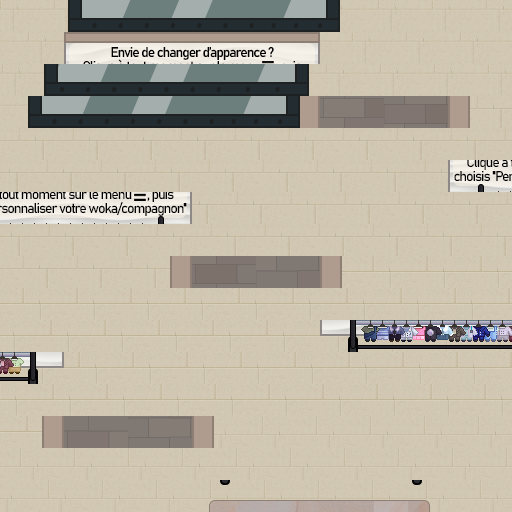 Envie de changer d'apparence ?
Clique à
choisis "Per
tout moment sur le menu ☰, puis
rsonnaliser votre woka/compagnon"